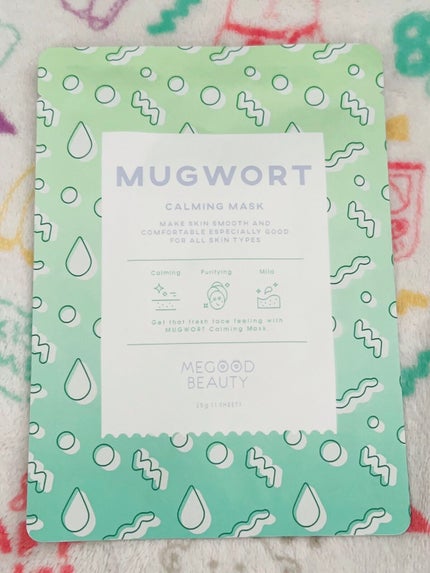 MUGWORT
CALMING MASK
MAKE SKIN SMOOTH AND
COMFORTABLE ESPECIALLY GOOD
FOR ALL SKIN TYPES
Calming Purifying Mild
Get that fresh face feeling with
MUGWORT Calming Mask.
MEGOOD
BEAUTY
25g (1 SHEET)